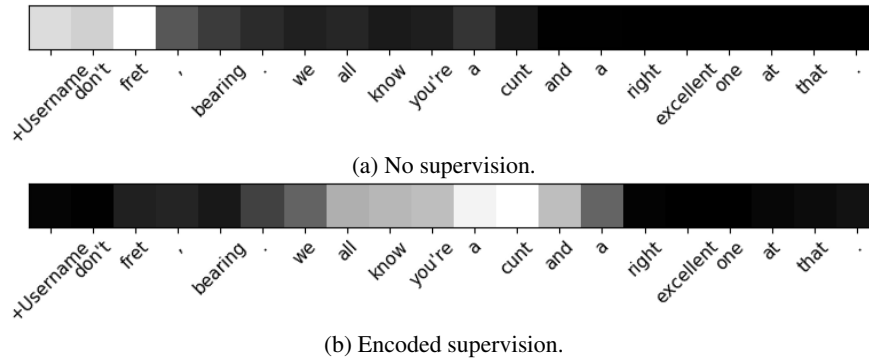 +Username don't fret , bearing . we all know you're a cunt and a right excellent one at that .
(a) No supervision.
+Username don't fret , bearing . we all know you're a cunt and a right excellent one at that .
(b) Encoded supervision.